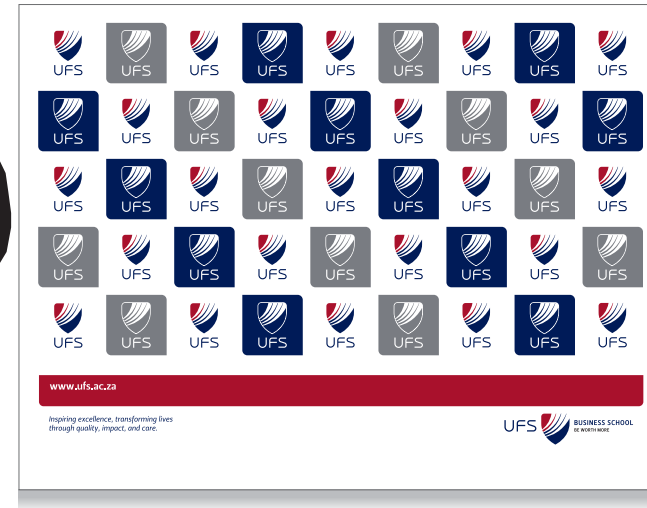 UFS UFS UFS UFS UFS UFS UFS UFS UFS
UFS UFS UFS UFS UFS UFS UFS UFS UFS
UFS UFS UFS UFS UFS UFS UFS UFS UFS
UFS UFS UFS UFS UFS UFS UFS UFS UFS
UFS UFS UFS UFS UFS UFS UFS UFS UFS
www.ufs.ac.za
Inspiring excellence, transforming lives
through quality, impact, and care.
UFS BUSINESS SCHOOL
BE WORTH MORE